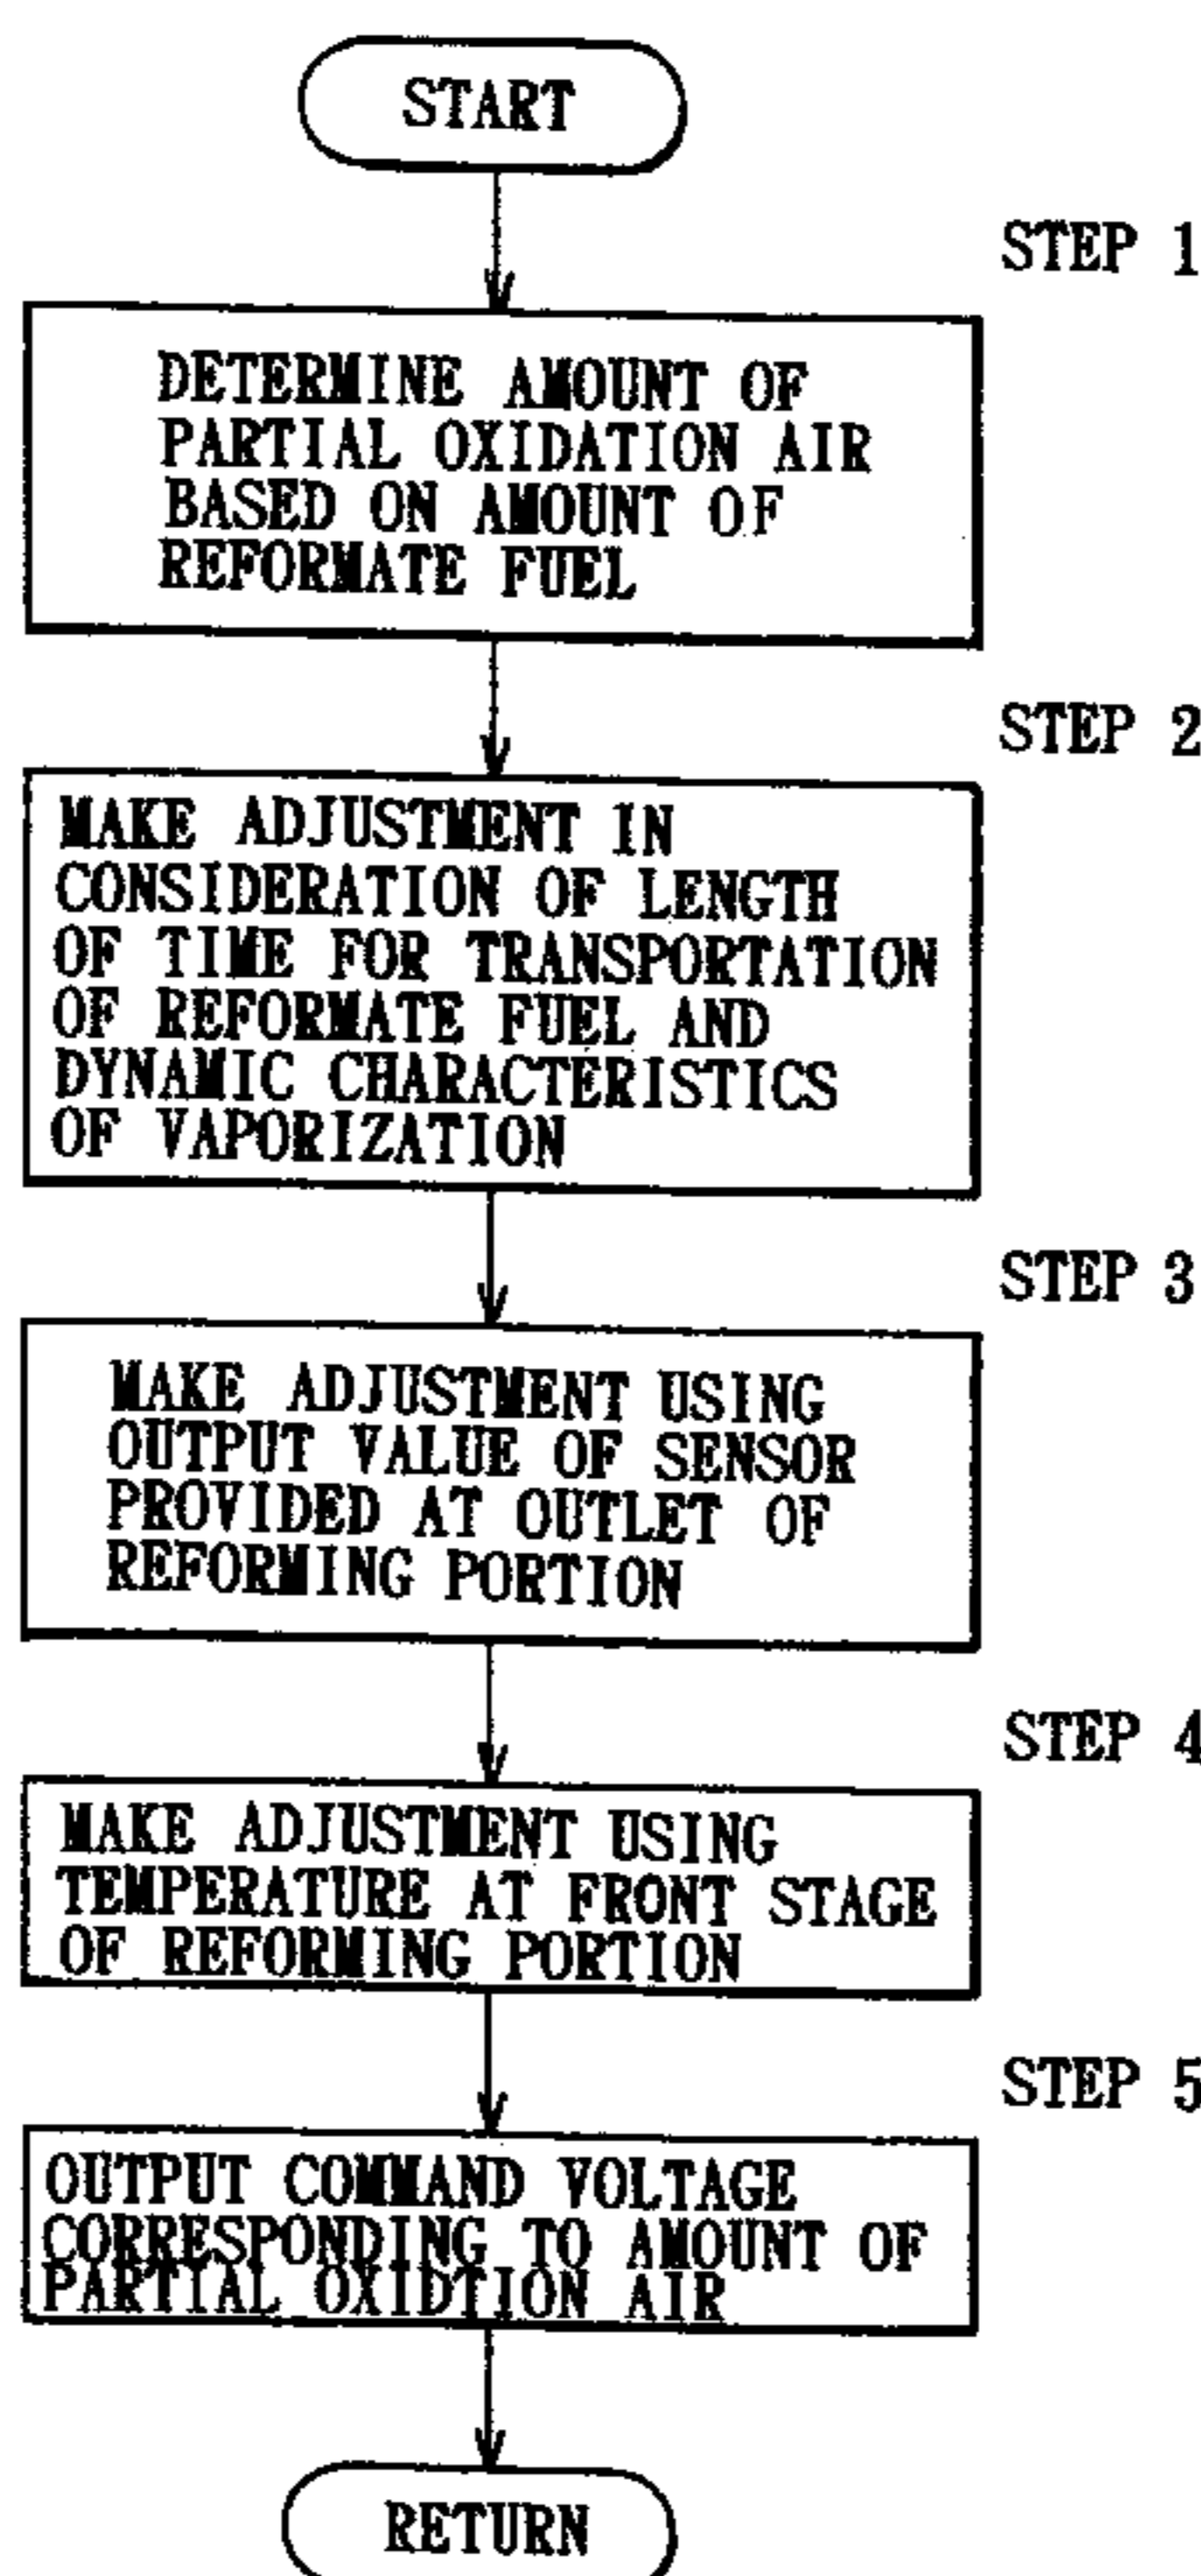 START
STEP 1
DETERMINE AMOUNT OF
PARTIAL OXIDATION AIR
BASED ON AMOUNT OF
REFORMATE FUEL
STEP 2
MAKE ADJUSTMENT IN
CONSIDERATION OF LENGTH
OF TIME FOR TRANSPORTATION
OF REFORMATE FUEL AND
DYNAMIC CHARACTERISTICS
OF VAPORIZATION
STEP 3
MAKE ADJUSTMENT USING
OUTPUT VALUE OF SENSOR
PROVIDED AT OUTLET OF
REFORMING PORTION
STEP 4
MAKE ADJUSTMENT USING
TEMPERATURE AT FRONT STAGE
OF REFORMING PORTION
STEP 5
OUTPUT COMMAND VOLTAGE
CORRESPONDING TO AMOUNT OF
PARTIAL OXIDTION AIR
RETURN